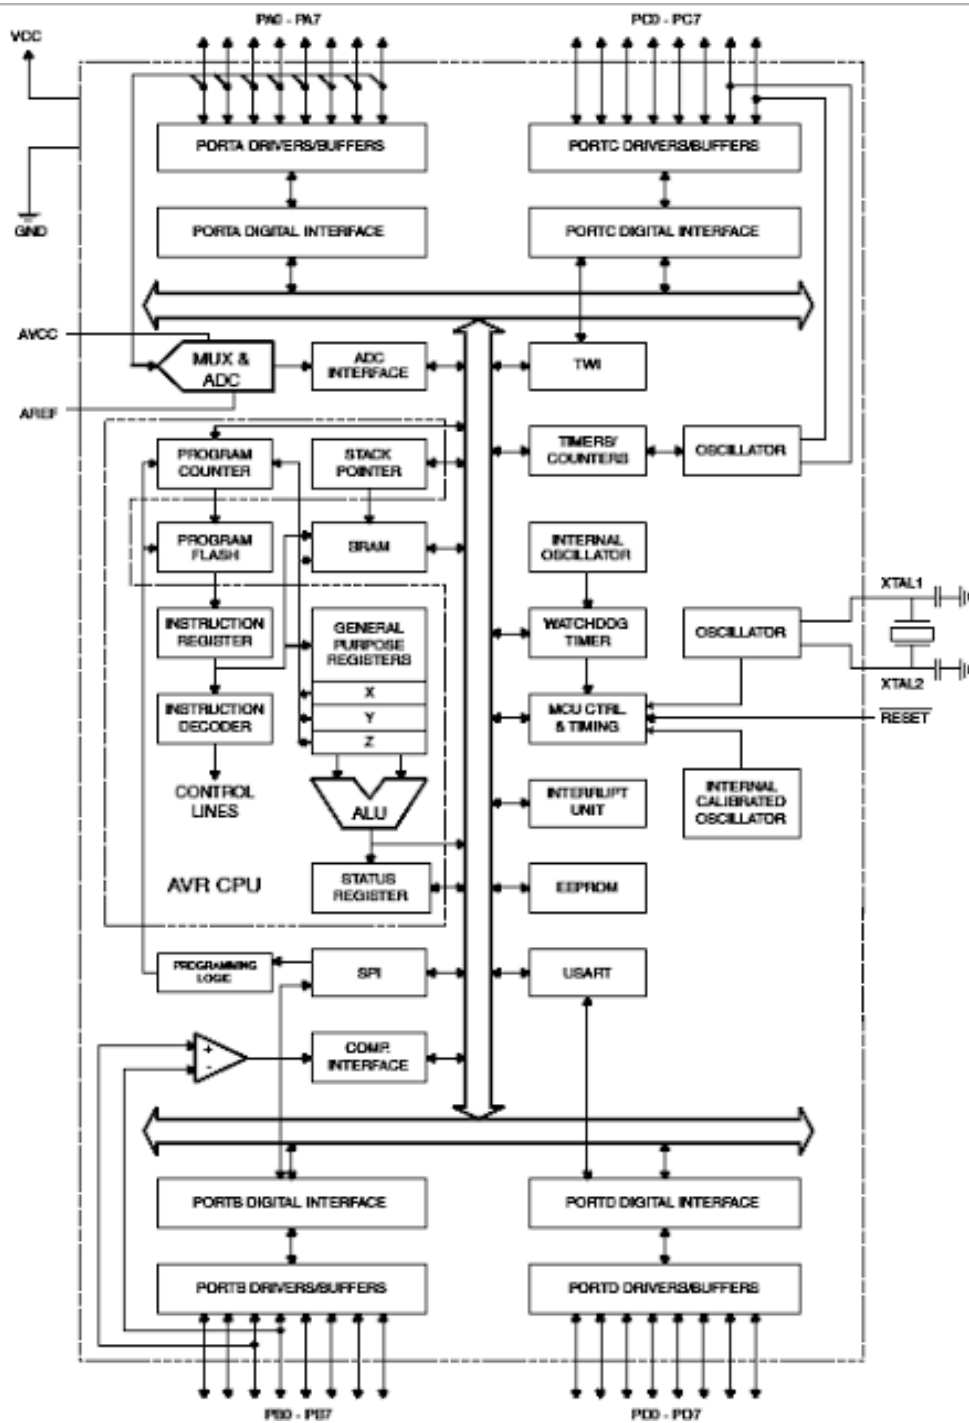 PA0 - PA7
PC0 - PC7
VCC
PORTA DRIVERS/BUFFERS
PORTC DRIVERS/BUFFERS
GND
PORTA DIGITAL INTERFACE
PORTC DIGITAL INTERFACE
AVCC
MUX &
ADC
ADC
INTERFACE
TWI
AREF
PROGRAM
COUNTER
STACK
POINTER
TIMERS/
COUNTERS
OSCILLATOR
PROGRAM
FLASH
SRAM
INTERNAL
OSCILLATOR
XTAL1
INSTRUCTION
REGISTER
GENERAL
PURPOSE
REGISTERS
WATCHDOG
TIMER
OSCILLATOR
XTAL2
X
INSTRUCTION
DECODER
Y
MCU CTRL.
& TIMING
RESET
Z
CONTROL
LINES
ALU
INTERRUPT
UNIT
INTERNAL
CALIBRATED
OSCILLATOR
AVR CPU
STATUS
REGISTER
EEPROM
PROGRAMMING
LOGIC
SPI
USART
+
-
COMP.
INTERFACE
PORTB DIGITAL INTERFACE
PORTD DIGITAL INTERFACE
PORTB DRIVERS/BUFFERS
PORTD DRIVERS/BUFFERS
PB0 - PB7
PD0 - PD7